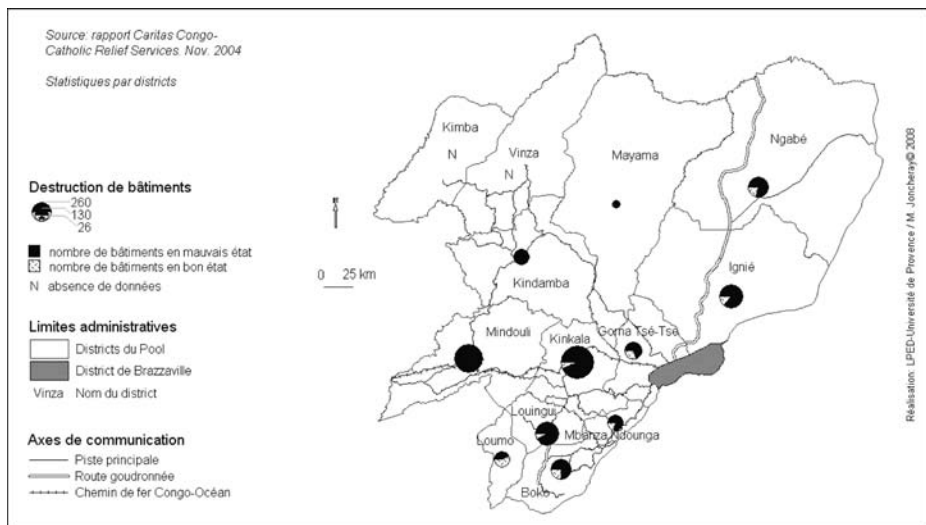 Source: rapport Caritas Congo-
Catholic Relief Services. Nov. 2004
Statistiques par districts
Destruction de bâtiments
260
130
26
nombre de bâtiments en mauvais état
nombre de bâtiments en bon état
N absence de données
Limites administratives
Districts du Pool
District de Brazzaville
Vinza Nom du district
Axes de communication
Piste principale
Route goudronnée
Chemin de fer Congo-Océan
N
0 25 km
Kimba
N
Vinza
N
Mayama
Ngabé
Ignié
Kindamba
Mindouli
Kinkala
Goma Tsé-Tsé
Louingui
Mbanza Ndounga
Loumo
Boko
Réalisation: LPED-Université de Provence / M. Joncheray© 2008